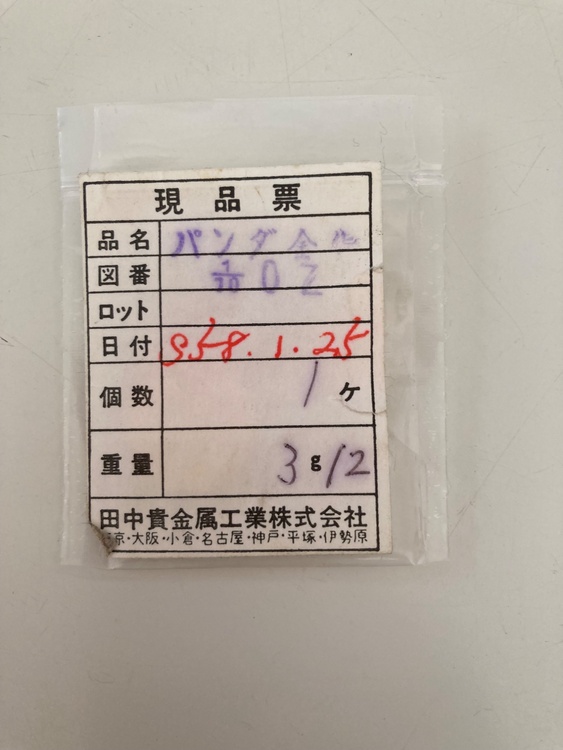 現品票
品名 パンダ金貨
図番 1/10 OZ
ロット
日付 S58.1.25
個数 1ケ
重量 3g12
田中貴金属工業株式会社
京・大阪・小倉・名古屋・神戸・平塚・伊勢原